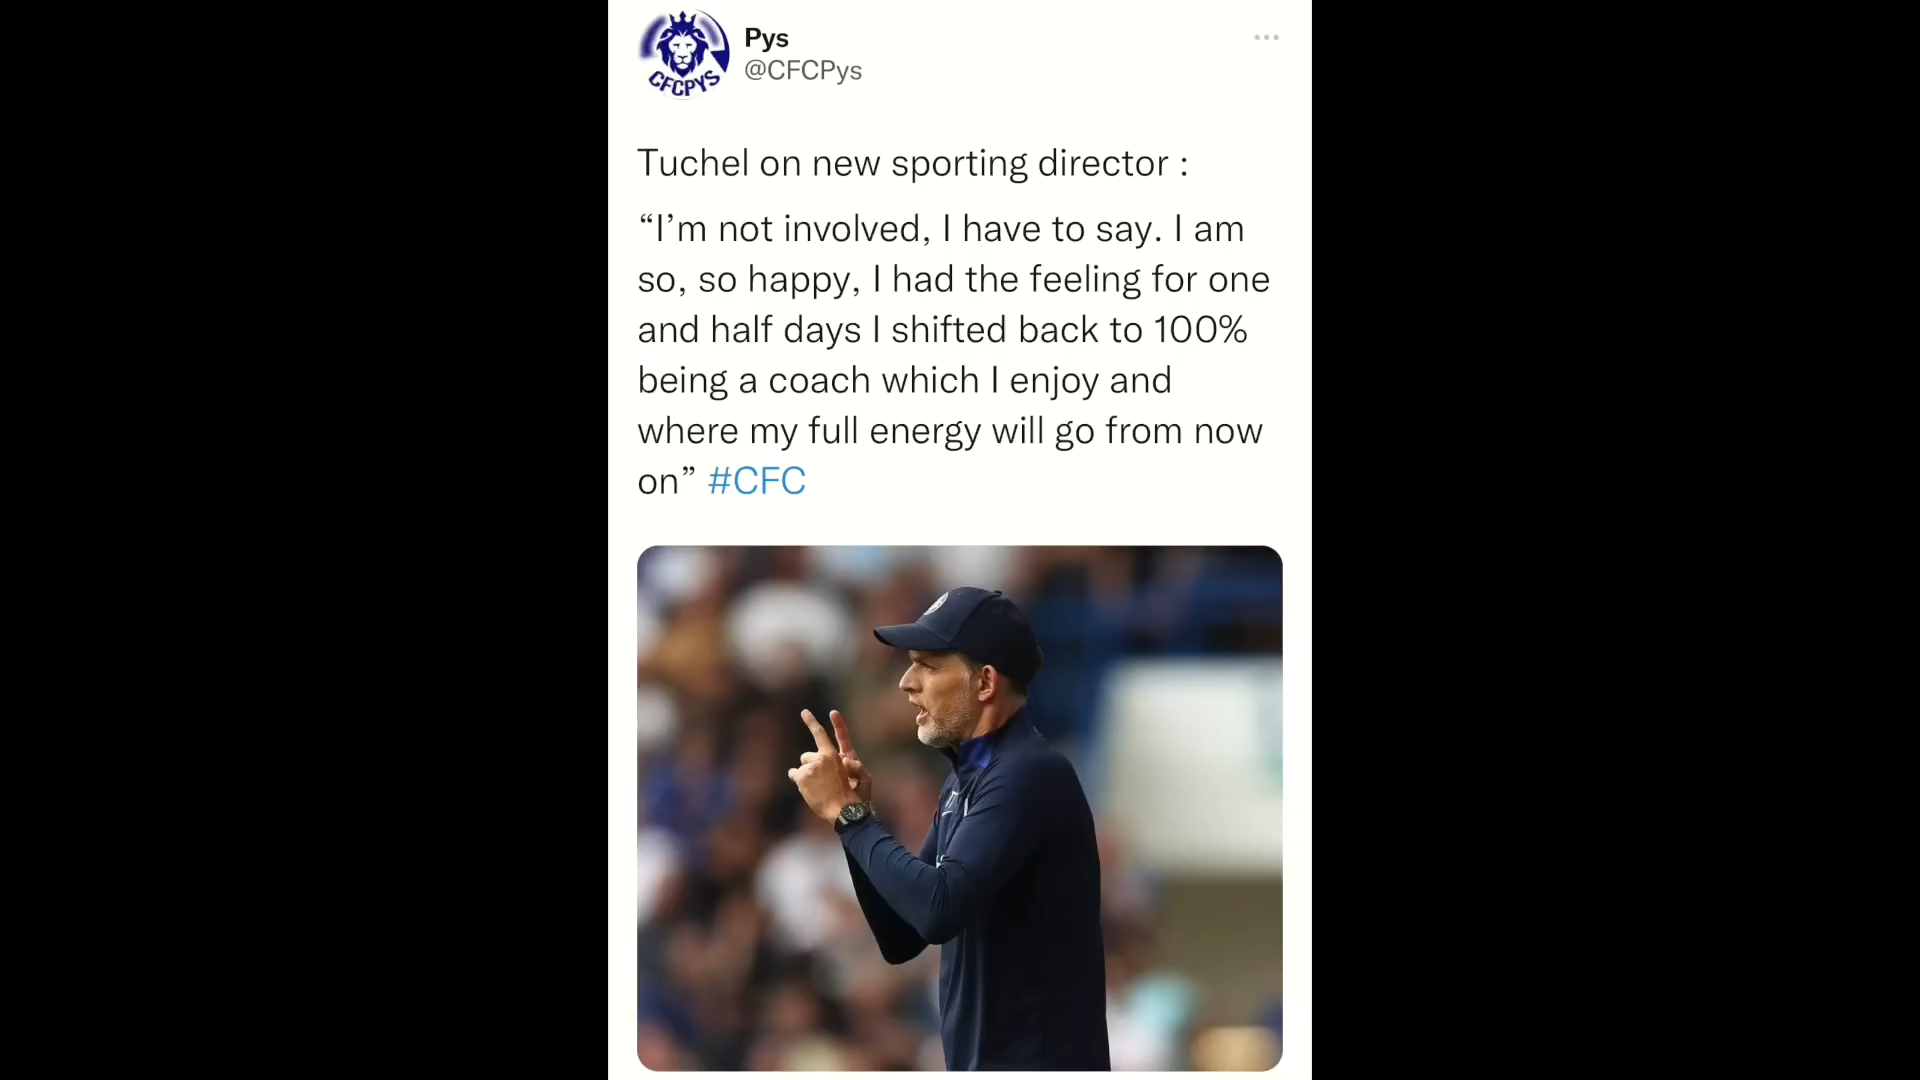 CFCPYS
Pys
@CFCPys
Tuchel on new sporting director :
“I’m not involved, I have to say. I am
so, so happy, I had the feeling for one
and half days I shifted back to 100%
being a coach which I enjoy and
where my full energy will go from now
on” #CFC